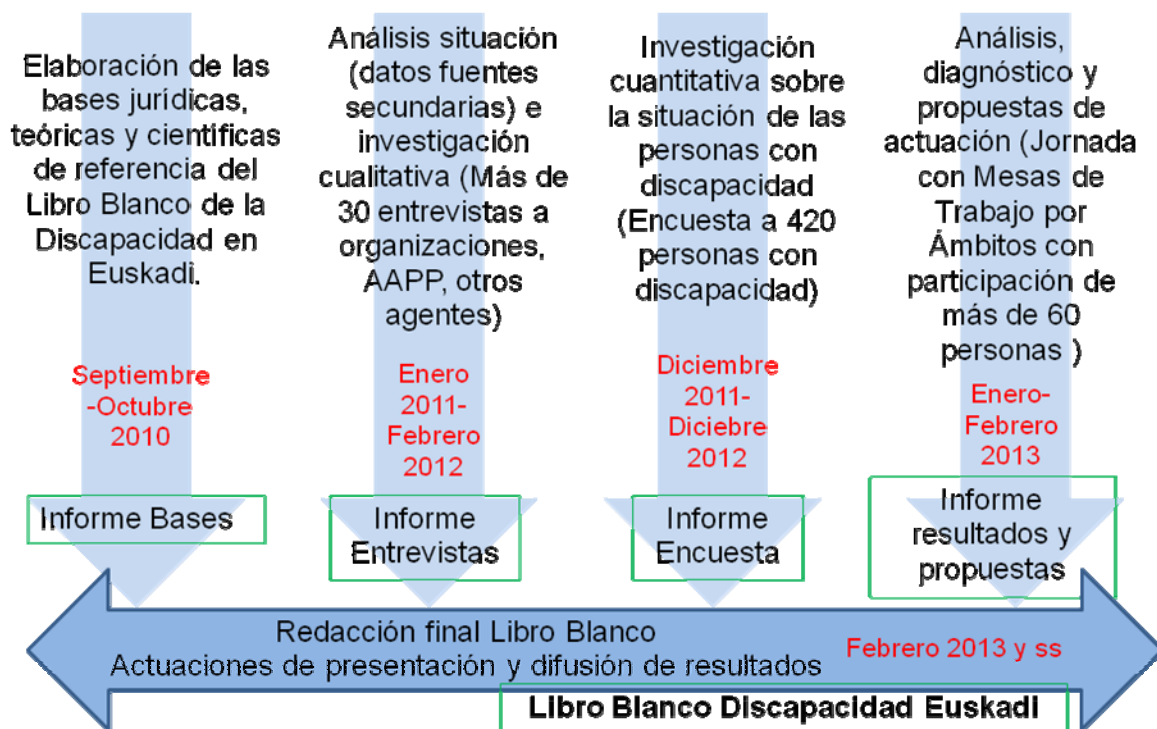 Elaboración de las
bases jurídicas,
teóricas y científicas
de referencia del
Libro Blanco de la
Discapacidad en
Euskadi.
Septiembre
-Octubre
2010
Informe Bases
Análisis situación
(datos fuentes
secundarias) e
investigación
cualitativa (Más de
30 entrevistas a
organizaciones,
AAPP, otros
agentes)
Enero
2011-
Febrero
2012
Informe
Entrevistas
Investigación
cuantitativa sobre
la situación de las
personas con
discapacidad
(Encuesta a 420
personas con
discapacidad)
Diciembre
2011-
Diciebre
2012
Informe
Encuesta
Análisis,
diagnóstico y
propuestas de
actuación (Jornada
con Mesas de
Trabajo por
Ámbitos con
participación de
más de 60
personas )
Enero-
Febrero
2013
Informe
resultados y
propuestas
Redacción final Libro Blanco
Actuaciones de presentación y difusión de resultados
Febrero 2013 y ss
Libro Blanco Discapacidad Euskadi